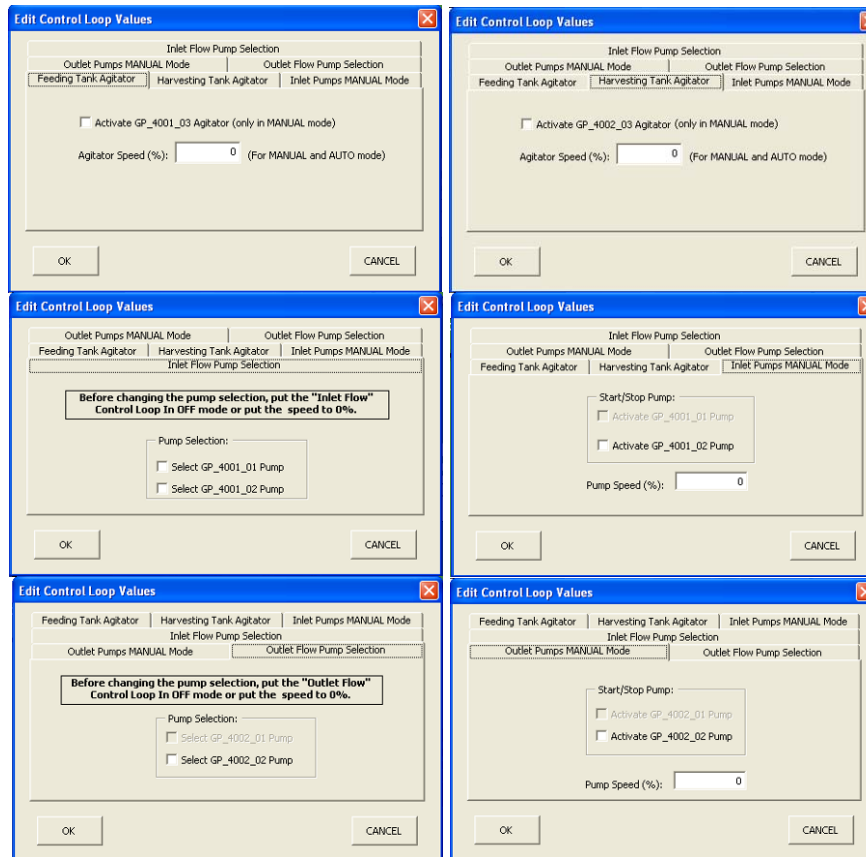 Edit Control Loop Values
Inlet Flow Pump Selection
Outlet Pumps MANUAL Mode
Outlet Flow Pump Selection
Feeding Tank Agitator
Harvesting Tank Agitator
Inlet Pumps MANUAL Mode
Activate GP_4001_03 Agitator (only in MANUAL mode)
Agitator Speed (%): 0 (For MANUAL and AUTO mode)
OK
CANCEL
Edit Control Loop Values
Inlet Flow Pump Selection
Outlet Pumps MANUAL Mode
Outlet Flow Pump Selection
Feeding Tank Agitator
Harvesting Tank Agitator
Inlet Pumps MANUAL Mode
Activate GP_4002_03 Agitator (only in MANUAL mode)
Agitator Speed (%): 0 (For MANUAL and AUTO mode)
OK
CANCEL
Edit Control Loop Values
Outlet Pumps MANUAL Mode
Outlet Flow Pump Selection
Feeding Tank Agitator
Harvesting Tank Agitator
Inlet Pumps MANUAL Mode
Inlet Flow Pump Selection
Before changing the pump selection, put the "Inlet Flow"
Control Loop In OFF mode or put the speed to 0%.
Pump Selection:
Select GP_4001_01 Pump
Select GP_4001_02 Pump
OK
CANCEL
Edit Control Loop Values
Inlet Flow Pump Selection
Outlet Pumps MANUAL Mode
Outlet Flow Pump Selection
Feeding Tank Agitator
Harvesting Tank Agitator
Inlet Pumps MANUAL Mode
Start/Stop Pump:
Activate GP_4001_01 Pump
Activate GP_4001_02 Pump
Pump Speed (%): 0
OK
CANCEL
Edit Control Loop Values
Feeding Tank Agitator
Harvesting Tank Agitator
Inlet Pumps MANUAL Mode
Inlet Flow Pump Selection
Outlet Pumps MANUAL Mode
Outlet Flow Pump Selection
Before changing the pump selection, put the "Outlet Flow"
Control Loop In OFF mode or put the speed to 0%.
Pump Selection:
Select GP_4002_01 Pump
Select GP_4002_02 Pump
OK
CANCEL
Edit Control Loop Values
Feeding Tank Agitator
Harvesting Tank Agitator
Inlet Pumps MANUAL Mode
Inlet Flow Pump Selection
Outlet Pumps MANUAL Mode
Outlet Flow Pump Selection
Start/Stop Pump:
Activate GP_4002_01 Pump
Activate GP_4002_02 Pump
Pump Speed (%): 0
OK
CANCEL